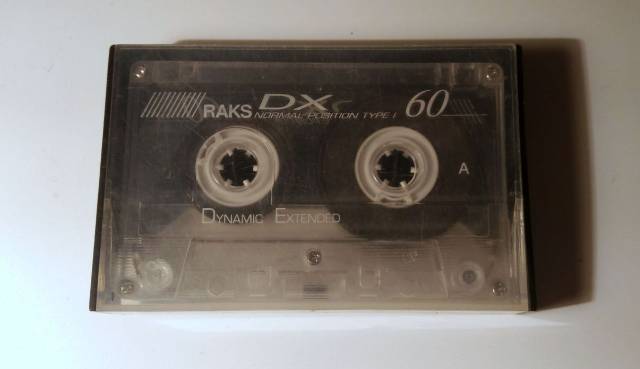 RAKS DX 60
NORMAL POSITION TYPE I
A
DYNAMIC EXTENDED